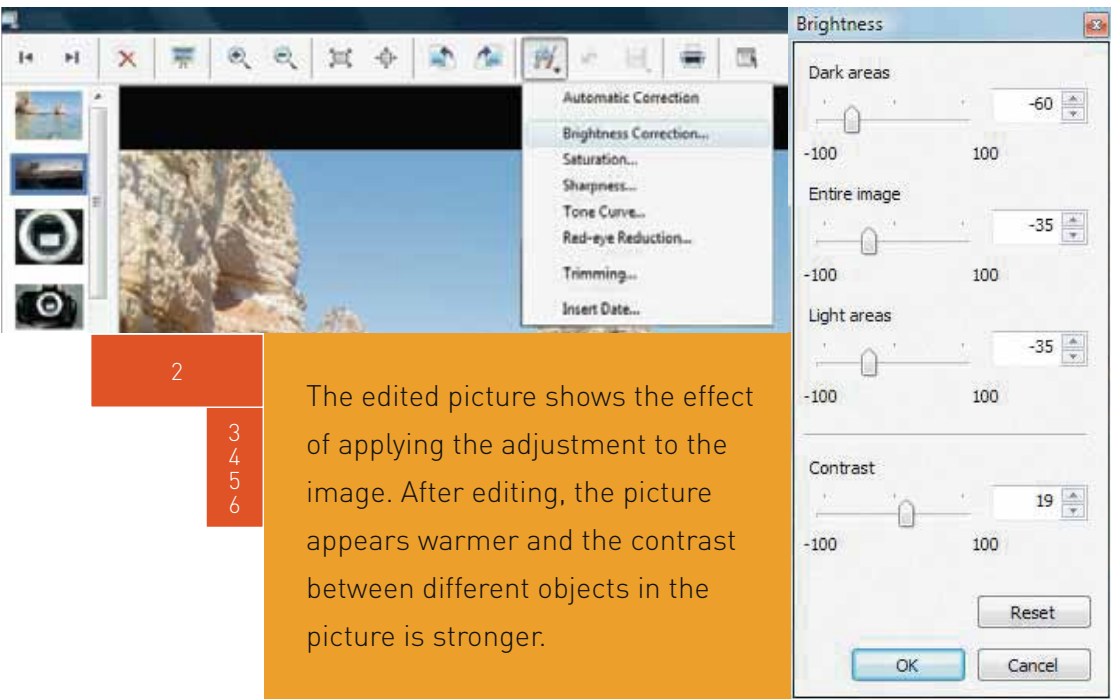 Automatic Correction
Brightness Correction...
Saturation...
Sharpness...
Tone Curve...
Red-eye Reduction...
Trimming...
Insert Date...
2
3
4
5
6
The edited picture shows the effect
of applying the adjustment to the
image. After editing, the picture
appears warmer and the contrast
between different objects in the
picture is stronger.
Brightness
Dark areas
-60
-100 100
Entire image
-35
-100 100
Light areas
-35
-100 100
Contrast
19
-100 100
Reset
OK Cancel